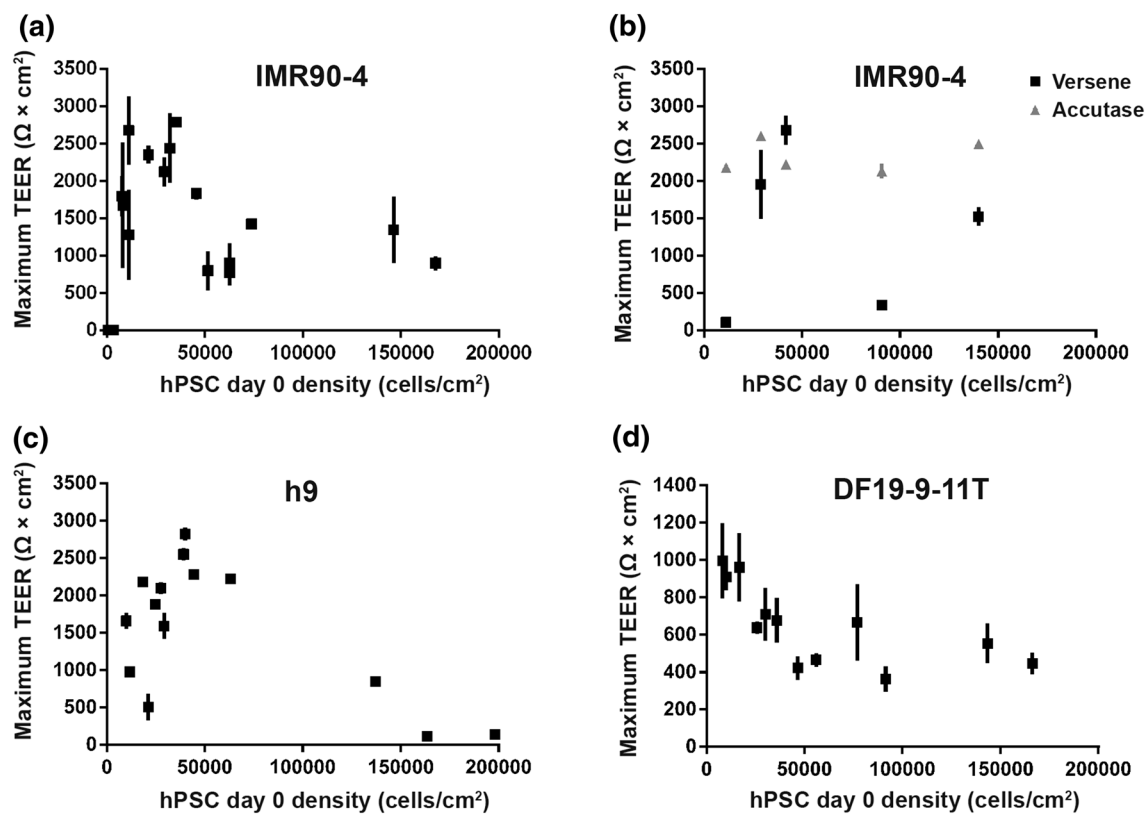 (a)
IMR90-4
Maximum TEER (Ω × cm²)
3500
3000
2500
2000
1500
1000
500
0
0 50000 100000 150000 200000
hPSC day 0 density (cells/cm²)
(b)
IMR90-4
Versene
Accutase
Maximum TEER (Ω × cm²)
3500
3000
2500
2000
1500
1000
500
0
0 50000 100000 150000 200000
hPSC day 0 density (cells/cm²)
(c)
h9
Maximum TEER (Ω × cm²)
3500
3000
2500
2000
1500
1000
500
0
0 50000 100000 150000 200000
hPSC day 0 density (cells/cm²)
(d)
DF19-9-11T
Maximum TEER (Ω × cm²)
1400
1200
1000
800
600
400
200
0
0 50000 100000 150000 200000
hPSC day 0 density (cells/cm²)